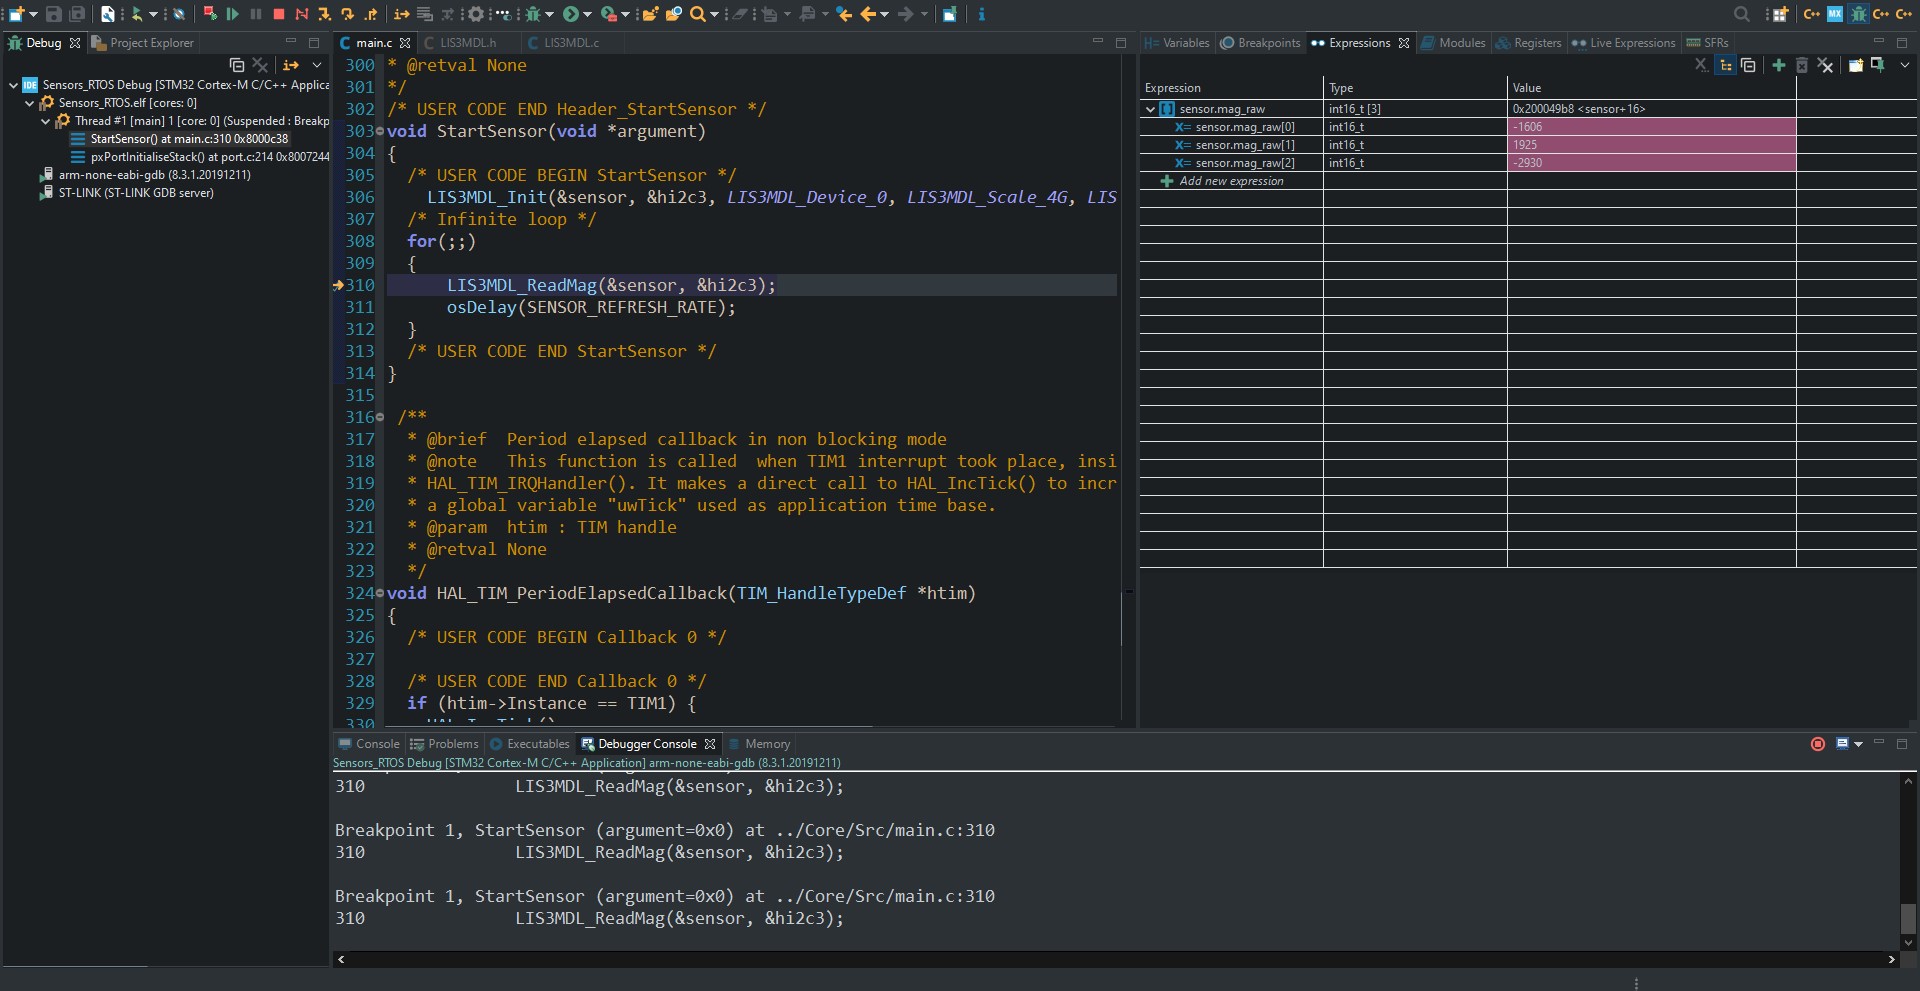 Debug
Project Explorer
Sensors_RTOS Debug [STM32 Cortex-M C/C++ Applica
Sensors_RTOS.elf [cores: 0]
Thread #1 [main] 1 [core: 0] (Suspended : Breakp
StartSensor() at main.c:310 0x8000c38
pxPortInitialiseStack() at port.c:214 0x8007244
arm-none-eabi-gdb (8.3.1.20191211)
ST-LINK (ST-LINK GDB server)
main.c
LIS3MDL.h
LIS3MDL.c
300 * @retval None
301 */
302 /* USER CODE END Header_StartSensor */
303 void StartSensor(void *argument)
304 {
305   /* USER CODE BEGIN StartSensor */
306     LIS3MDL_Init(&sensor, &hi2c3, LIS3MDL_Device_0, LIS3MDL_Scale_4G, LIS
307   /* Infinite loop */
308   for(;;)
309   {
310       LIS3MDL_ReadMag(&sensor, &hi2c3);
311       osDelay(SENSOR_REFRESH_RATE);
312   }
313   /* USER CODE END StartSensor */
314 }
315
316  /**
317   * @brief  Period elapsed callback in non blocking mode
318   * @note   This function is called  when TIM1 interrupt took place, insi
319   * HAL_TIM_IRQHandler(). It makes a direct call to HAL_IncTick() to incr
320   * a global variable "uwTick" used as application time base.
321   * @param  htim : TIM handle
322   * @retval None
323   */
324 void HAL_TIM_PeriodElapsedCallback(TIM_HandleTypeDef *htim)
325 {
326   /* USER CODE BEGIN Callback 0 */
327
328   /* USER CODE END Callback 0 */
329   if (htim->Instance == TIM1) {
330     HAL_IncTick()
Variables
Breakpoints
Expressions
Modules
Registers
Live Expressions
SFRs
Expression Type Value
sensor.mag_raw int16_t [3] 0x200049b8 <sensor+16>
sensor.mag_raw[0] int16_t -1606
sensor.mag_raw[1] int16_t 1925
sensor.mag_raw[2] int16_t -2930
Add new expression
Console
Problems
Executables
Debugger Console
Memory
Sensors_RTOS Debug [STM32 Cortex-M C/C++ Application] arm-none-eabi-gdb (8.3.1.20191211)
310               LIS3MDL_ReadMag(&sensor, &hi2c3);
Breakpoint 1, StartSensor (argument=0x0) at ../Core/Src/main.c:310
310               LIS3MDL_ReadMag(&sensor, &hi2c3);
Breakpoint 1, StartSensor (argument=0x0) at ../Core/Src/main.c:310
310               LIS3MDL_ReadMag(&sensor, &hi2c3);